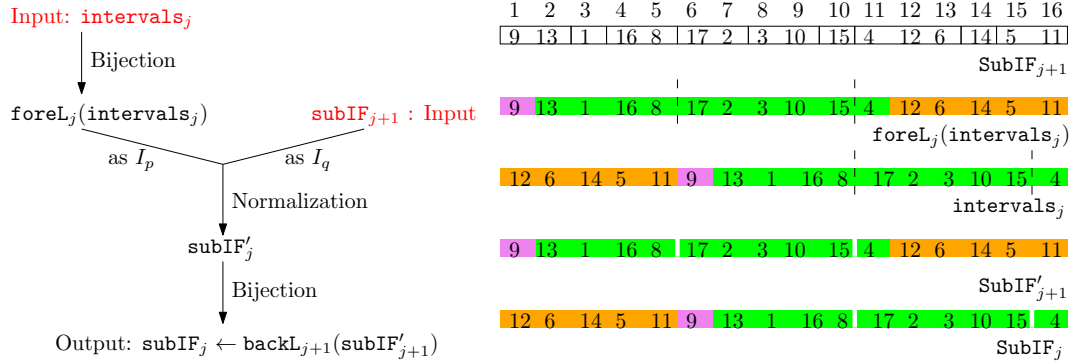 Input: intervals_j
Bijection
foreL_j(intervals_j)
subIF_{j+1} : Input
as I_p
as I_q
Normalization
subIF'_j
Bijection
Output: subIF_j ← backL_{j+1}(subIF'_{j+1})
1 2 3 4 5 6 7 8 9 10 11 12 13 14 15 16
9 13 1 16 8 17 2 3 9 15 4 12 6 14 5 11
SubIF_{j+1}
9 13 1 16 8 17 2 3 10 15 4 12 6 14 5 11
foreL_j(intervals_j)
12 6 14 5 11 9 13 1 16 8 17 2 3 10 15 4
intervals_j
9 13 1 16 8 17 2 3 10 15 4 12 6 14 5 11
SubIF'_{j+1}
12 6 14 5 11 9 13 1 16 8 17 2 3 10 15 4
SubIF_j